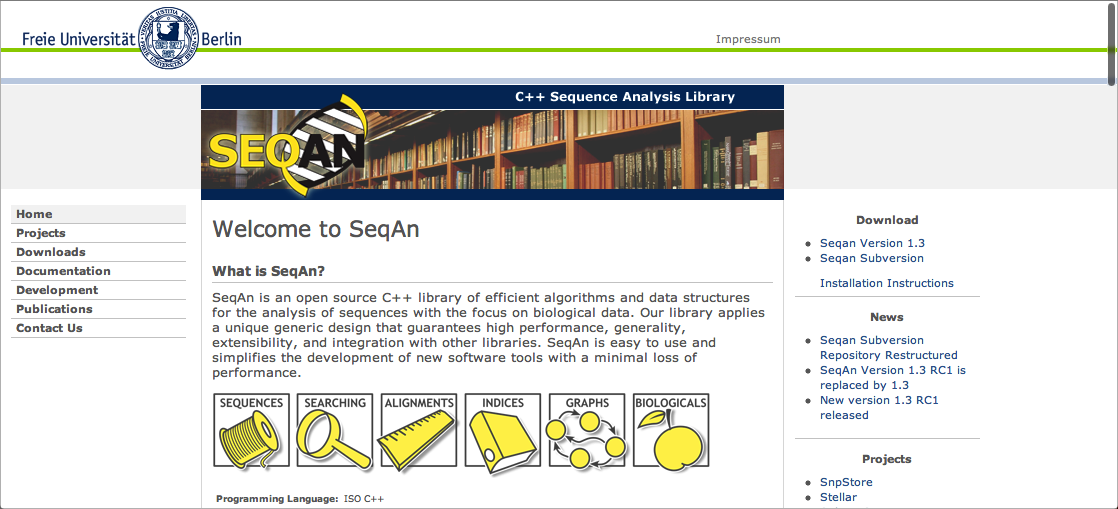 Freie Universität Berlin
Impressum
C++ Sequence Analysis Library
SEQAN
Home
Projects
Downloads
Documentation
Development
Publications
Contact Us
Welcome to SeqAn
What is SeqAn?
SeqAn is an open source C++ library of efficient algorithms and data structures
for the analysis of sequences with the focus on biological data. Our library applies
a unique generic design that guarantees high performance, generality,
extensibility, and integration with other libraries. SeqAn is easy to use and
simplifies the development of new software tools with a minimal loss of
performance.
SEQUENCES SEARCHING ALIGNMENTS INDICES GRAPHS BIOLOGICALS
Programming Language: ISO C++
Download
Seqan Version 1.3
Seqan Subversion
Installation Instructions
News
Seqan Subversion
Repository Restructured
SeqAn Version 1.3 RC1 is
replaced by 1.3
New version 1.3 RC1
released
Projects
SnpStore
Stellar